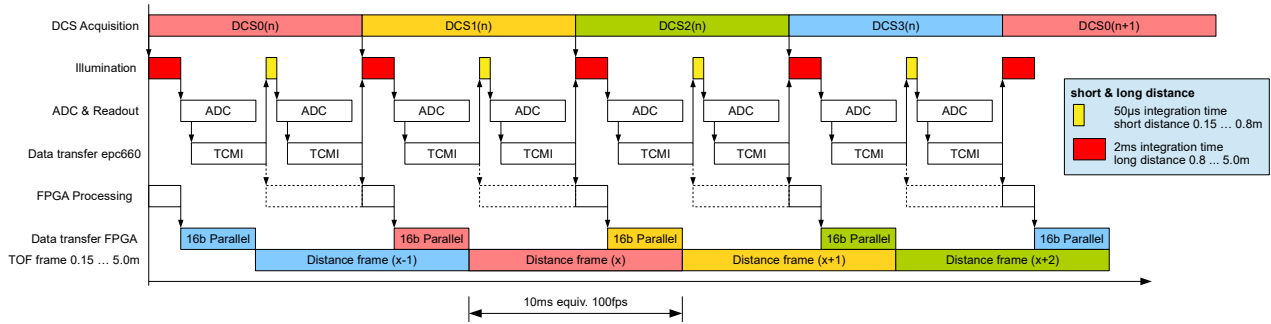 DCS Acquisition DCS0(n) DCS1(n) DCS2(n) DCS3(n) DCS0(n+1)
Illumination
ADC & Readout ADC ADC ADC ADC ADC ADC ADC ADC
Data transfer epc660 TCMI TCMI TCMI TCMI TCMI TCMI TCMI TCMI
FPGA Processing
Data transfer FPGA 16b Parallel 16b Parallel 16b Parallel 16b Parallel 16b Parallel
TOF frame 0.15 … 5.0m Distance frame (x-1) Distance frame (x) Distance frame (x+1) Distance frame (x+2)
10ms equiv. 100fps
short & long distance
50µs integration time
short distance 0.15 … 0.8m
2ms integration time
long distance 0.8 ... 5.0m